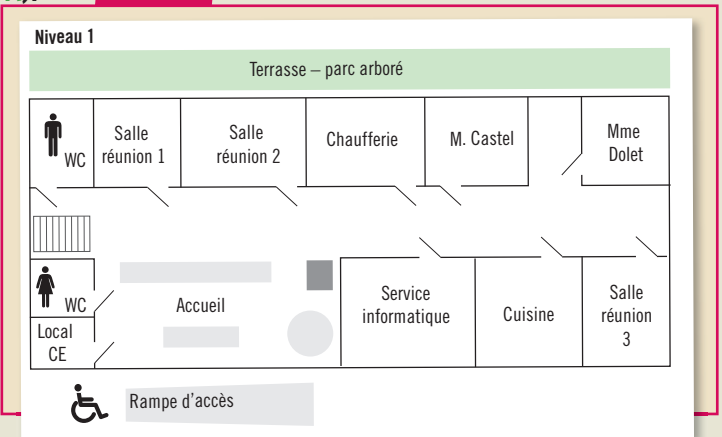 Niveau 1
Terrasse – parc arboré
WC
Salle
réunion 1
Salle
réunion 2
Chaufferie
M. Castel
Mme
Dolet
WC
Local
CE
Accueil
Service
informatique
Cuisine
Salle
réunion
3
Rampe d'accès